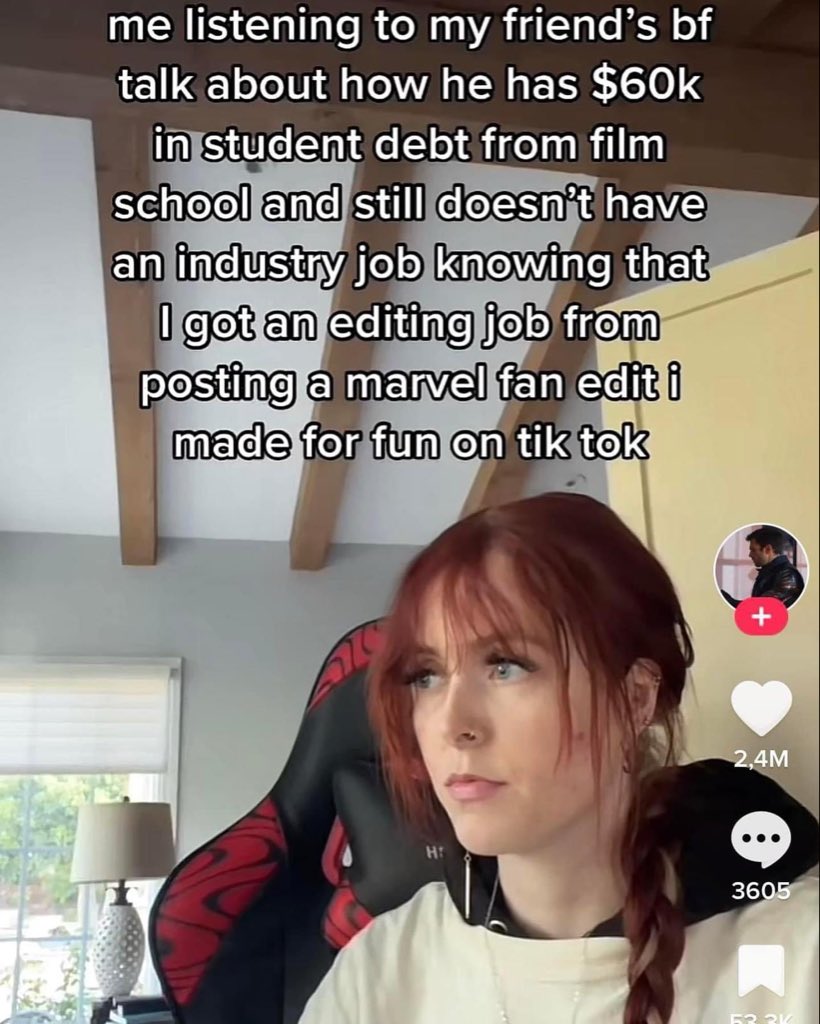 me listening to my friend’s bf
talk about how he has $60k
in student debt from film
school and still doesn’t have
an industry job knowing that
I got an editing job from
posting a marvel fan edit i
made for fun on tik tok
2,4M
3605
53.3K